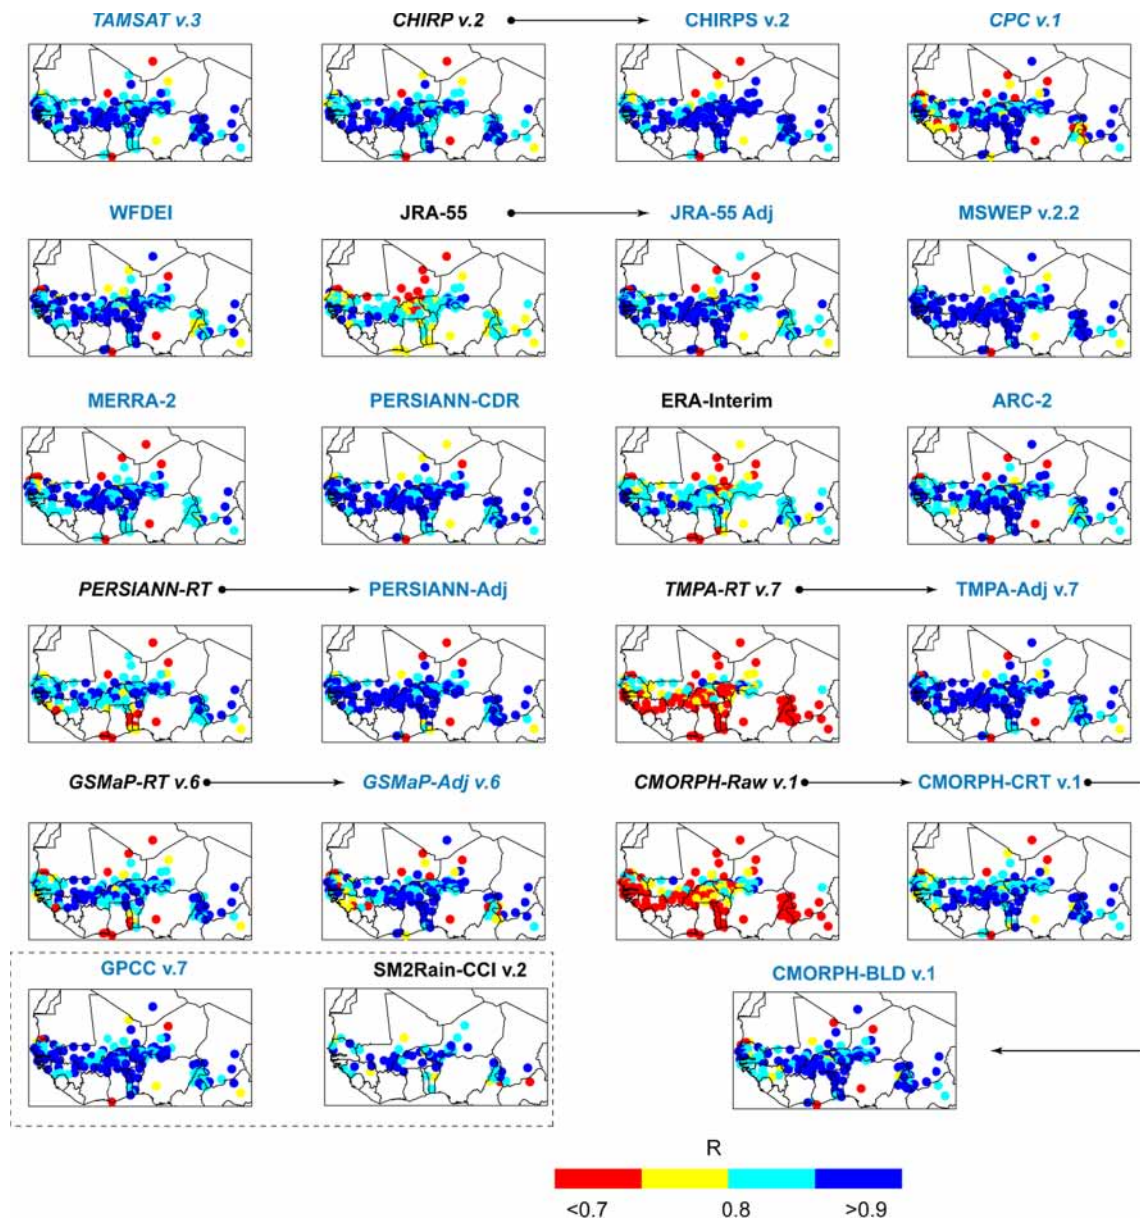 TAMSAT v.3 CHIRP v.2 CHIRPS v.2 CPC v.1
WFDEI JRA-55 JRA-55 Adj MSWEP v.2.2
MERRA-2 PERSIANN-CDR ERA-Interim ARC-2
PERSIANN-RT PERSIANN-Adj TMPA-RT v.7 TMPA-Adj v.7
GSMaP-RT v.6 GSMaP-Adj v.6 CMORPH-Raw v.1 CMORPH-CRT v.1
GPCC v.7 SM2Rain-CCI v.2 CMORPH-BLD v.1
R
<0.7 0.8 >0.9